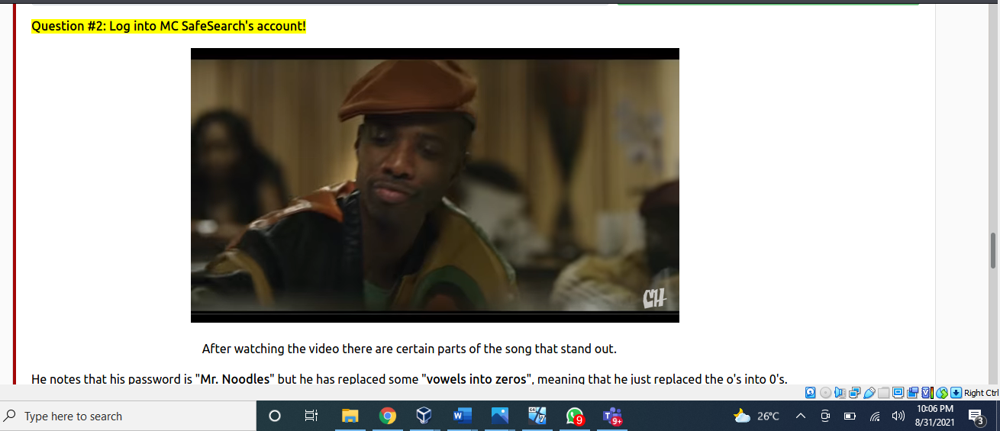 Question #2: Log into MC SafeSearch's account!
CH
After watching the video there are certain parts of the song that stand out.
He notes that his password is "Mr. Noodles" but he has replaced some "vowels into zeros", meaning that he just replaced the o's into 0's.
Right Ctrl
Type here to search
W
64
7
9
T
9+
26°C
10:06 PM
8/31/2021
3